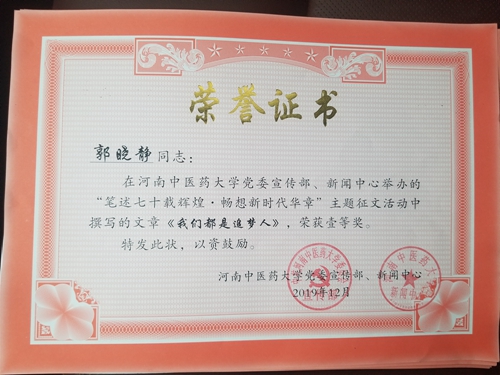 荣誉证书
郭晓静同志：
在河南中医药大学党委宣传部、新闻中心举办的
“笔述七十载辉煌·畅想新时代华章”主题征文活动中
撰写的文章《我们都是追梦人》，荣获壹等奖。
特发此状，以资鼓励。
河南中医药大学党委宣传部、新闻中心
2019年12月